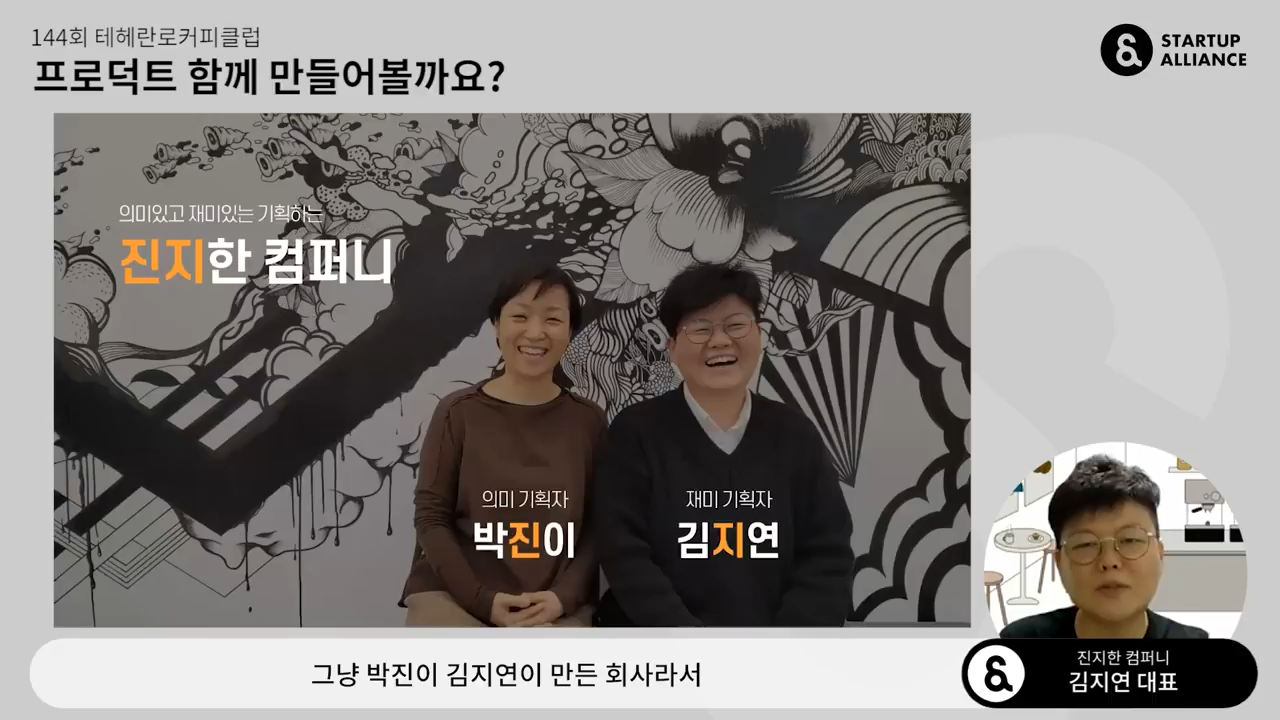 144회 테헤란로커피클럽
프로덕트 함께 만들어볼까요?
STARTUP
ALLIANCE
의미있고 재미있는 기획하는
진지한 컴퍼니
의미 기획자
박진이
재미 기획자
김지연
그냥 박진이 김지연이 만든 회사라서
진지한 컴퍼니
김지연 대표